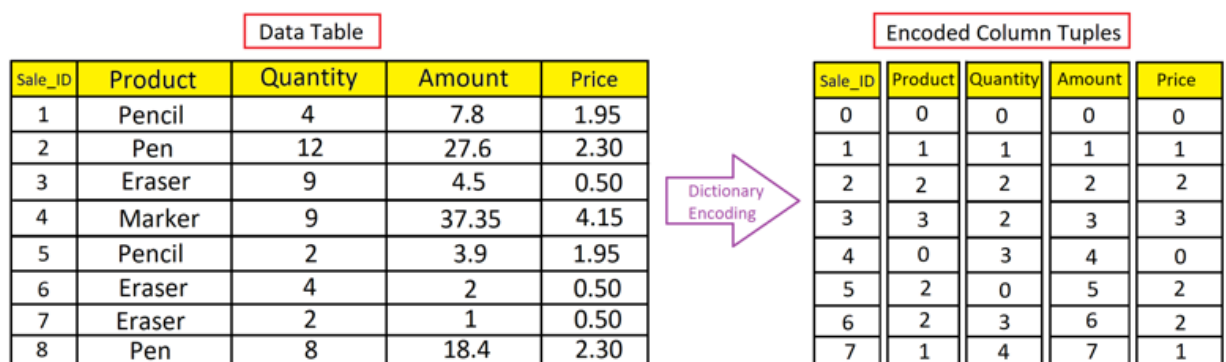 Data Table Encoded Column Tuples
Sale_ID Product Quantity Amount Price Sale_ID Product Quantity Amount Price
1 Pencil 4 7.8 1.95 0 0 0 0 0
2 Pen 12 27.6 2.30 1 1 1 1 1
3 Eraser 9 4.5 0.50 2 2 2 2 2
Dictionary
Encoding
4 Marker 9 37.35 4.15 3 3 2 3 3
5 Pencil 2 3.9 1.95 4 0 3 4 0
6 Eraser 4 2 0.50 5 2 0 5 2
7 Eraser 2 1 0.50 6 2 3 6 2
8 Pen 8 18.4 2.30 7 1 4 7 1